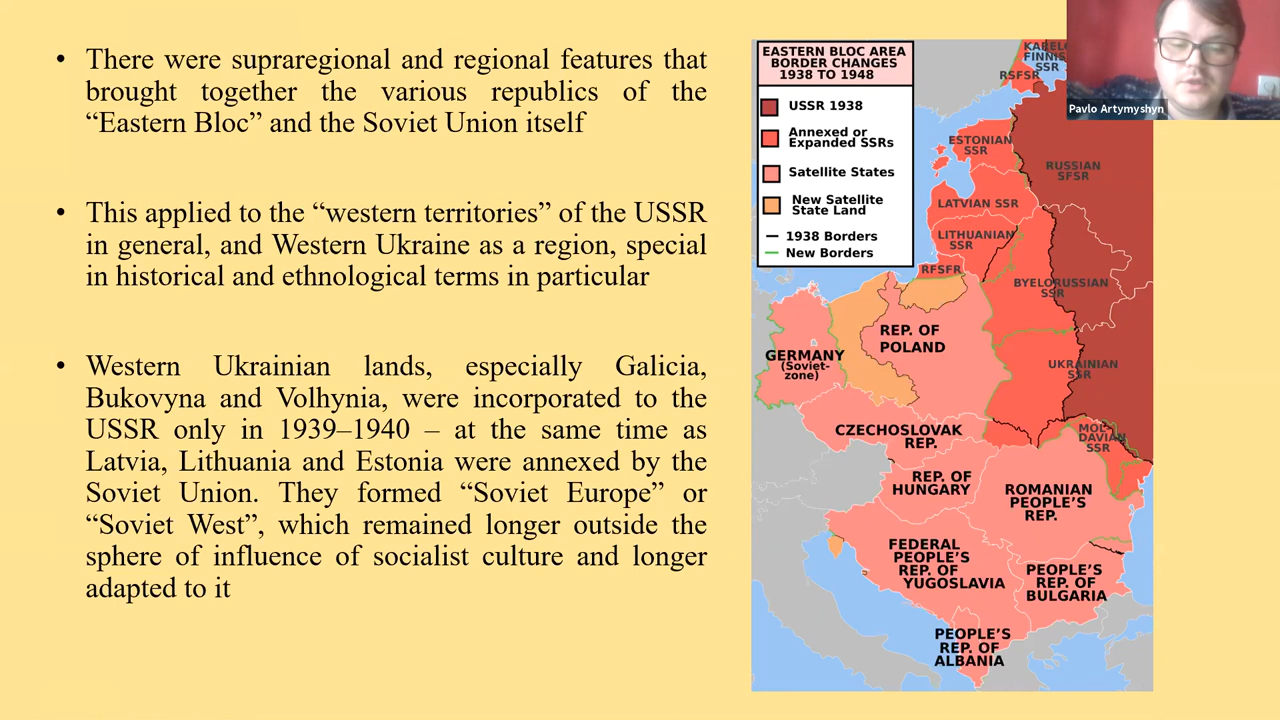 • There were supraregional and regional features that
brought together the various republics of the
“Eastern Bloc” and the Soviet Union itself
• This applied to the “western territories” of the USSR
in general, and Western Ukraine as a region, special
in historical and ethnological terms in particular
• Western Ukrainian lands, especially Galicia,
Bukovyna and Volhynia, were incorporated to the
USSR only in 1939–1940 – at the same time as
Latvia, Lithuania and Estonia were annexed by the
Soviet Union. They formed “Soviet Europe” or
“Soviet West”, which remained longer outside the
sphere of influence of socialist culture and longer
adapted to it
EASTERN BLOC AREA
BORDER CHANGES
1938 TO 1948
USSR 1938
Annexed or
Expanded SSRs
Satellite States
New Satellite
State Land
1938 Borders
New Borders
SSR
RSFSR
Pavlo Artymyshyn
ESTONIAN
SSR
RUSSIAN
SFSR
LATVIAN SSR
LITHUANIAN
SSR
RFSFR
BYELORUSSIAN
SSR
REP. OF
POLAND
GERMANY
(Soviet-
zone)
UKRAINIAN
SSR
CZECHOSLOVAK
REP.
MOL-
DAVIAN
SSR
REP. OF
HUNGARY
ROMANIAN
PEOPLE’S
REP.
FEDERAL
PEOPLE’S
REP. OF
YUGOSLAVIA
PEOPLE’S
REP. OF
BULGARIA
PEOPLE’S
REP. OF
ALBANIA